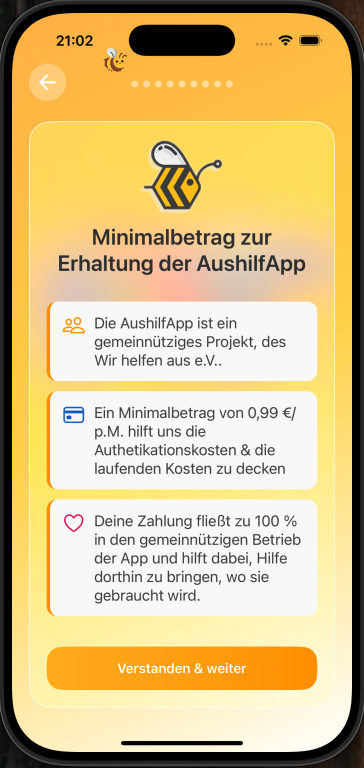 21:02
Minimalbetrag zur
Erhaltung der AushilfApp
Die AushilfApp ist ein
gemeinnütziges Projekt, des
Wir helfen aus e.V..
Ein Minimalbetrag von 0,99 €/
p.M. hilft uns die
Authetikationskosten & die
laufenden Kosten zu decken
Deine Zahlung fließt zu 100 %
in den gemeinnützigen Betrieb
der App und hilft dabei, Hilfe
dorthin zu bringen, wo sie
gebraucht wird.
Verstanden & weiter